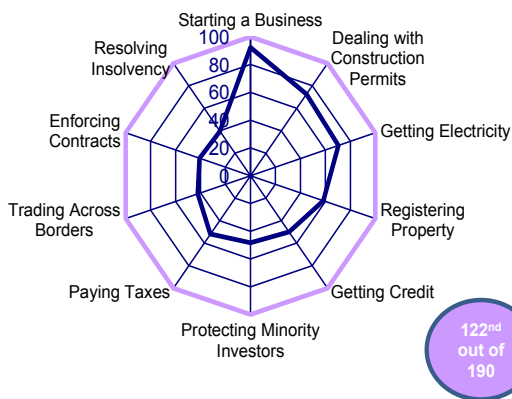 Starting a Business
Dealing with
Construction
Permits
Getting Electricity
Registering
Property
Getting Credit
Protecting Minority
Investors
Paying Taxes
Trading Across
Borders
Enforcing
Contracts
Resolving
Insolvency
100
80
60
40
20
0
122nd
out of
190